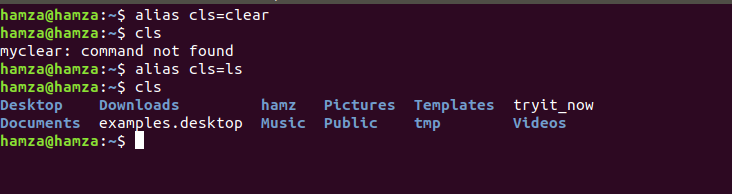 hamza@hamza:~$ alias cls=clear
hamza@hamza:~$ cls
myclear: command not found
hamza@hamza:~$ alias cls=ls
hamza@hamza:~$ cls
Desktop    Downloads         hamz   Pictures  Templates  tryit_now
Documents  examples.desktop  Music  Public    tmp        Videos
hamza@hamza:~$